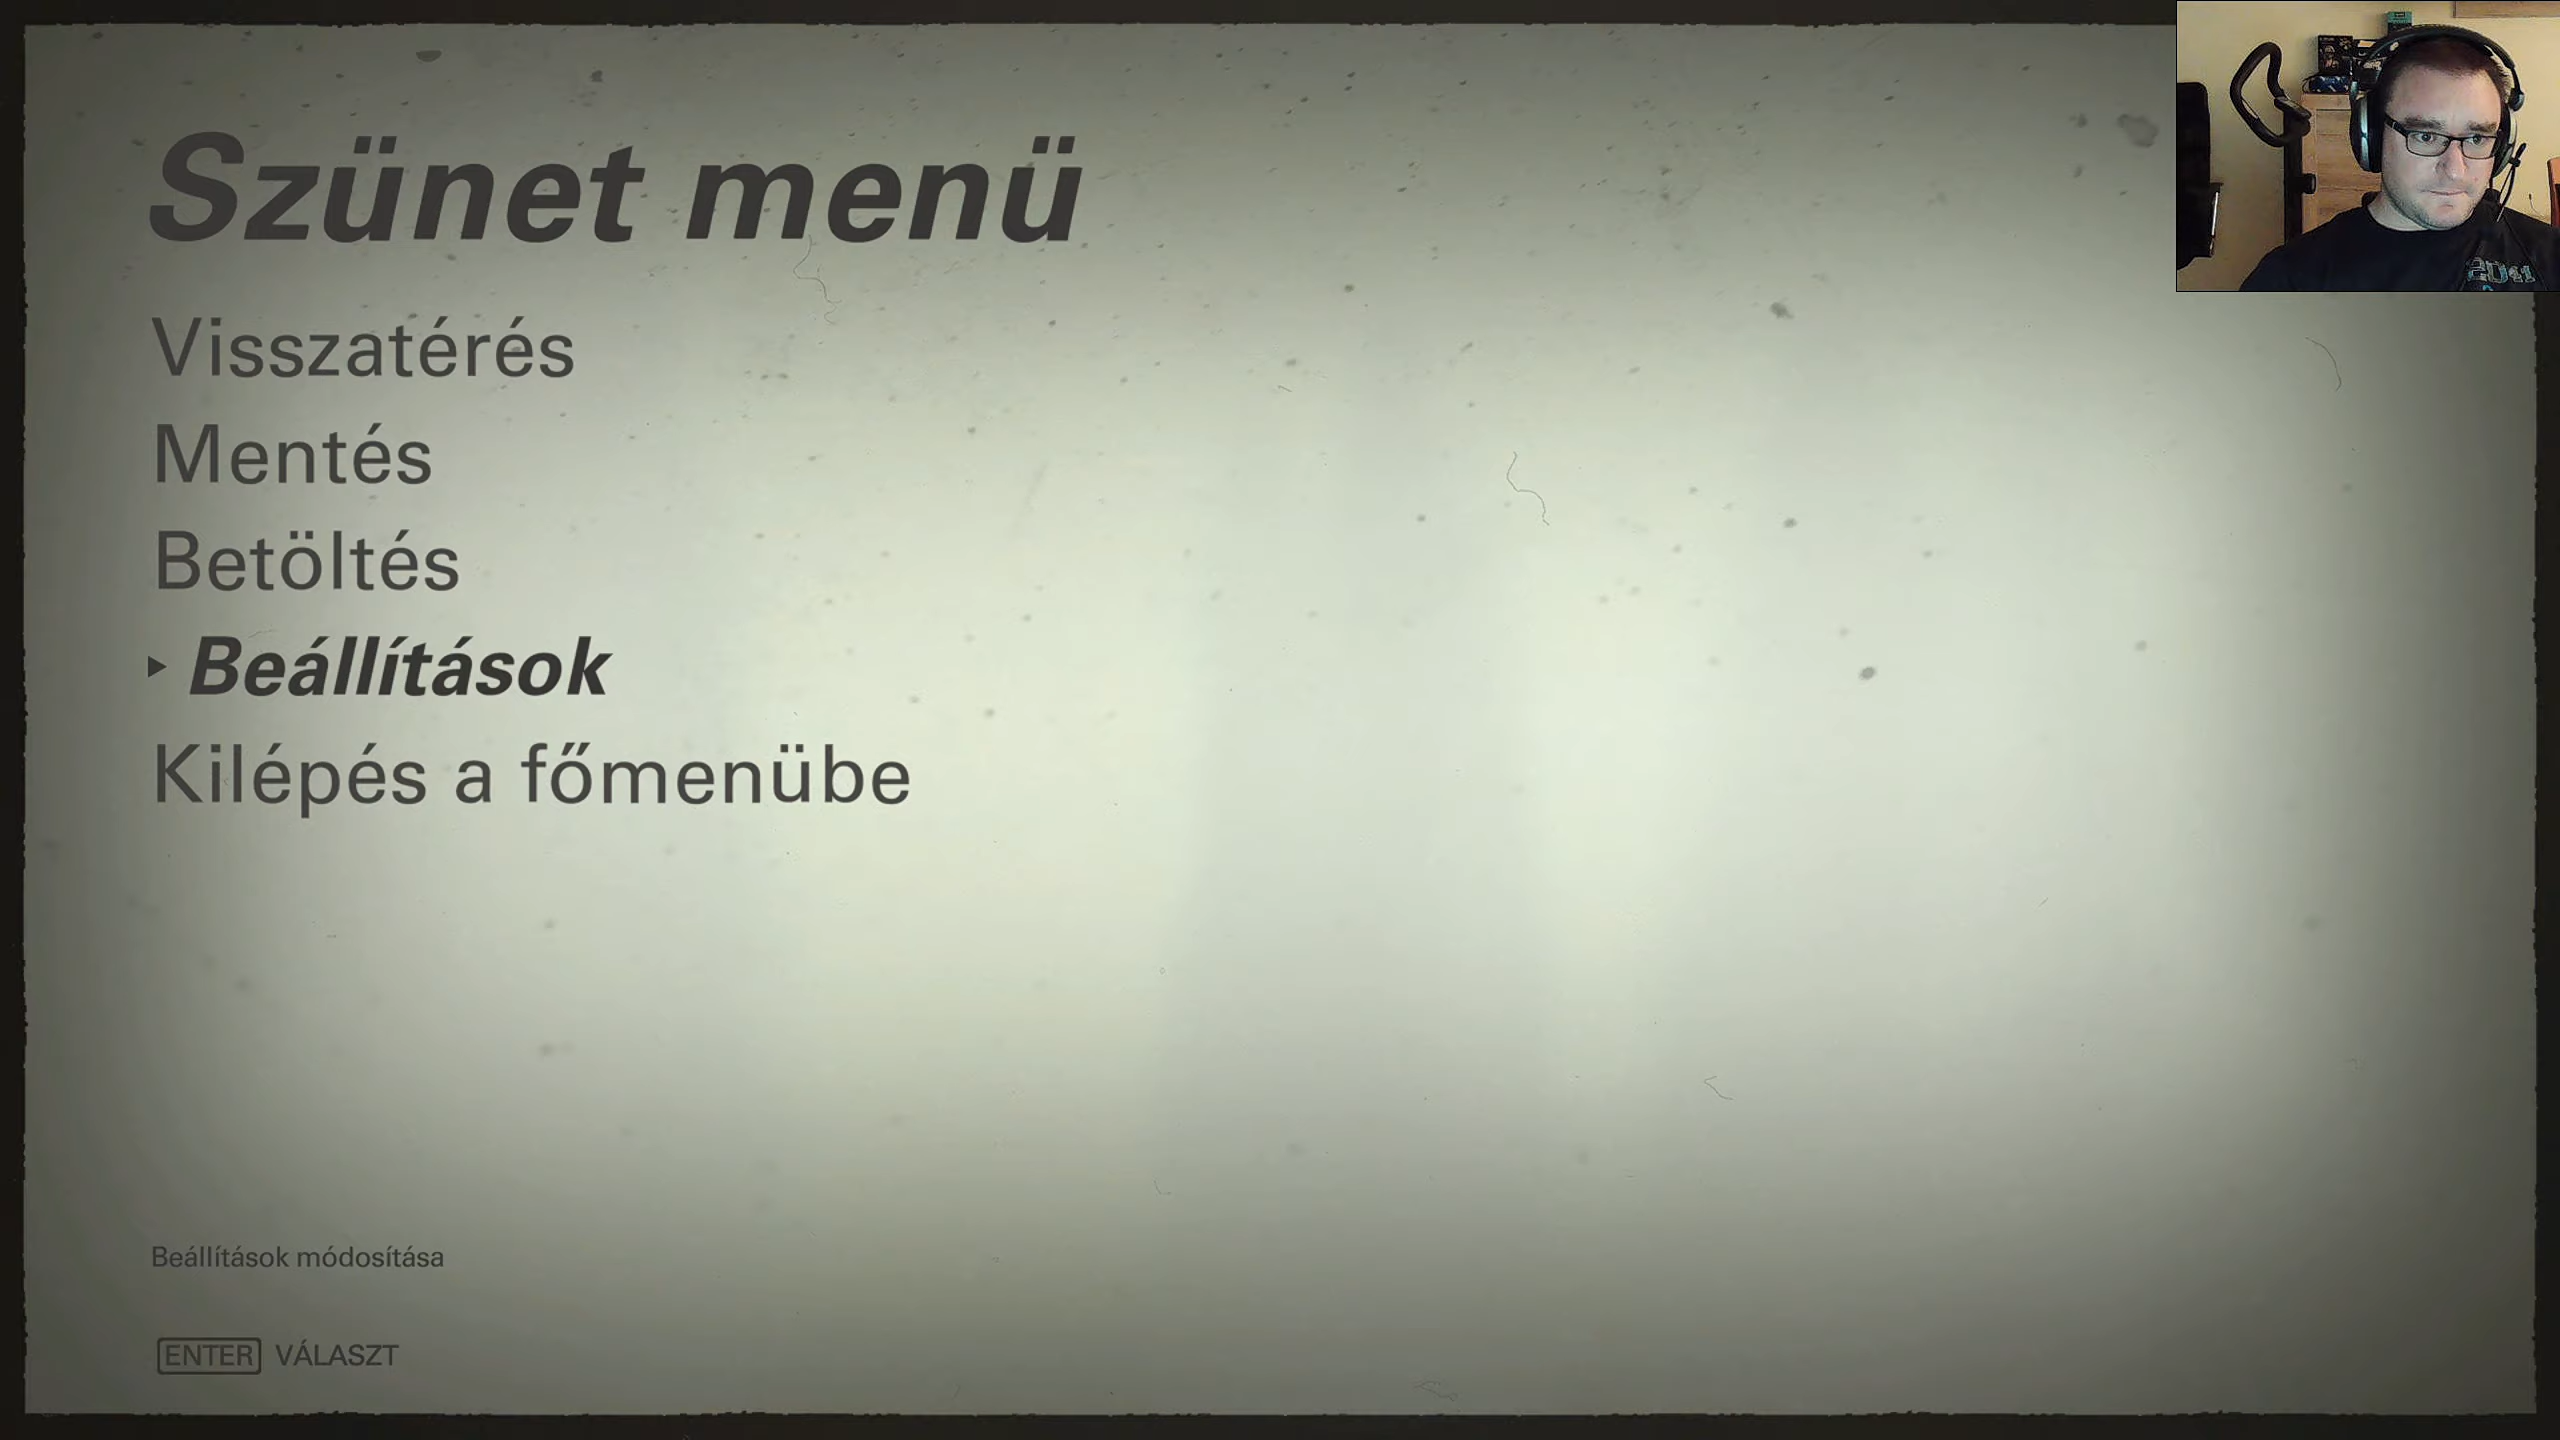 Szünet menü
Visszatérés
Mentés
Betöltés
Beállítások
Kilépés a főmenübe
Beállítások módosítása
ENTER VÁLASZT